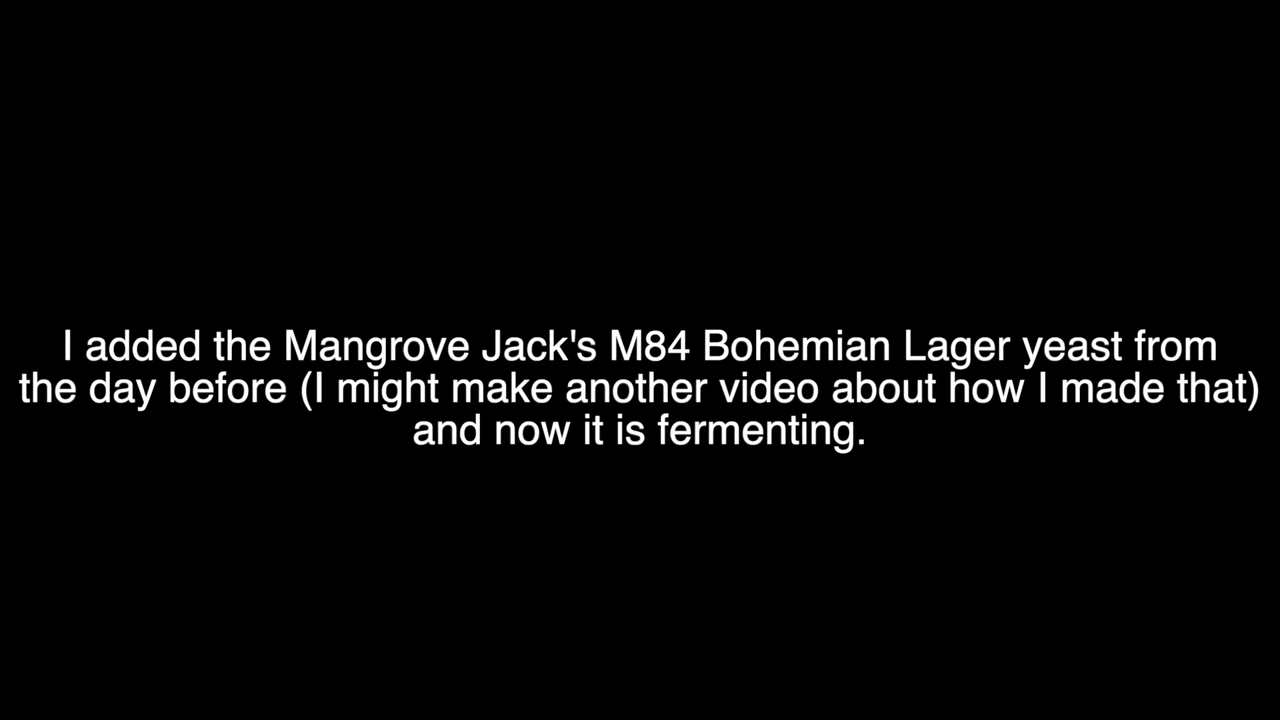 I added the Mangrove Jack's M84 Bohemian Lager yeast from
the day before (I might make another video about how I made that)
and now it is fermenting.